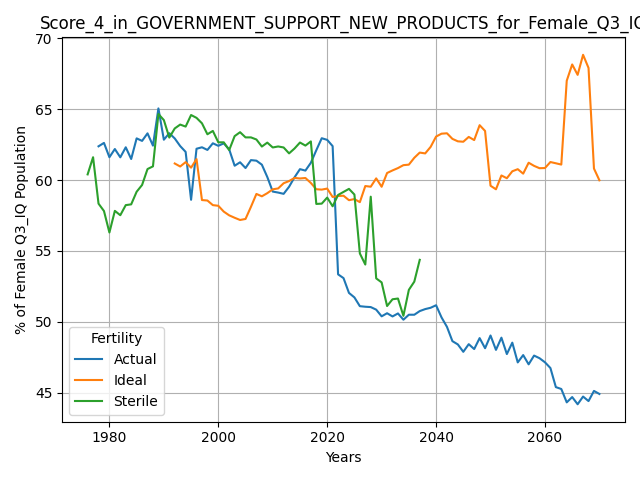 Score_4_in_GOVERNMENT_SUPPORT_NEW_PRODUCTS_for_Female_Q3_IQ
70
65
60
55
50
45
% of Female Q3_IQ Population
Fertility
Actual
Ideal
Sterile
1980 2000 2020 2040 2060
Years